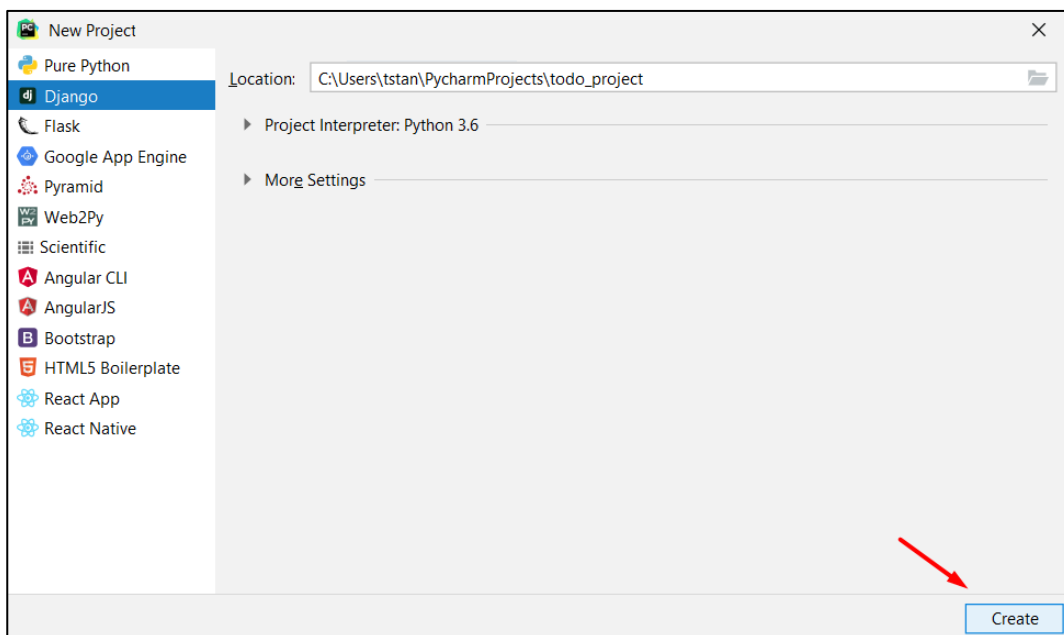 New Project
Pure Python
Django
Flask
Google App Engine
Pyramid
Web2Py
Scientific
Angular CLI
AngularJS
Bootstrap
HTML5 Boilerplate
React App
React Native
Location: C:\Users\tstan\PycharmProjects\todo_project
Project Interpreter: Python 3.6
More Settings
Create